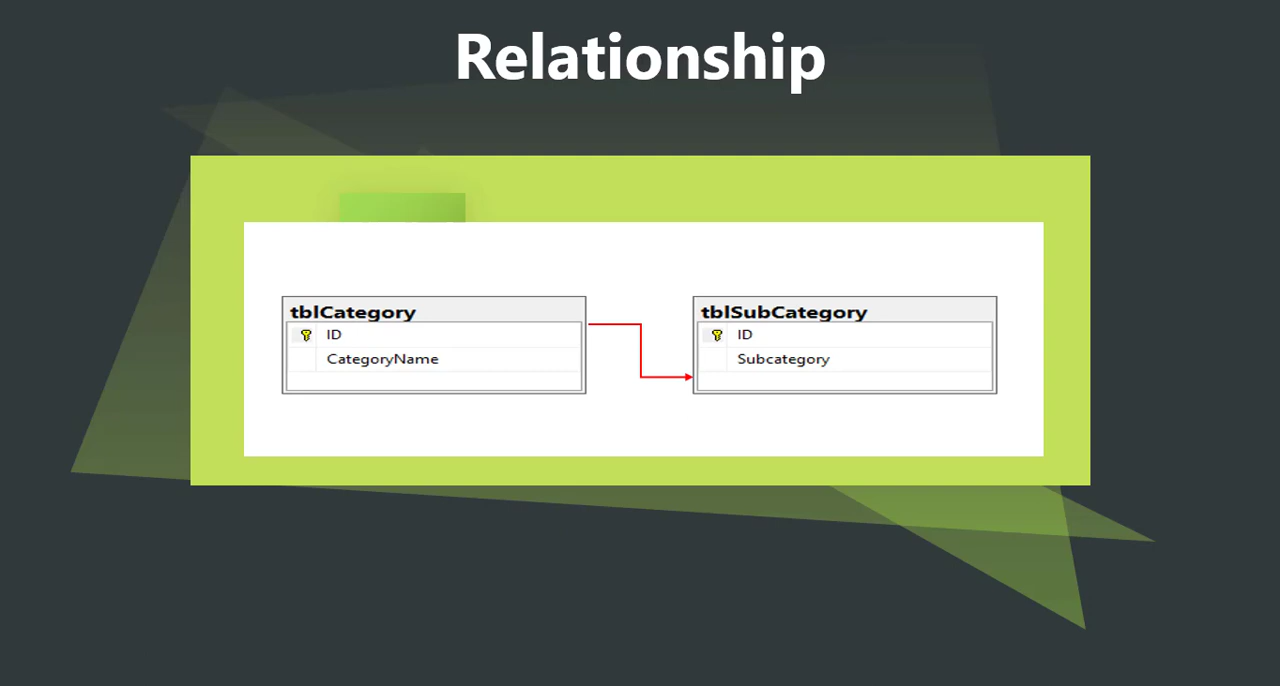 Relationship
tblCategory
ID
CategoryName
tblSubCategory
ID
Subcategory